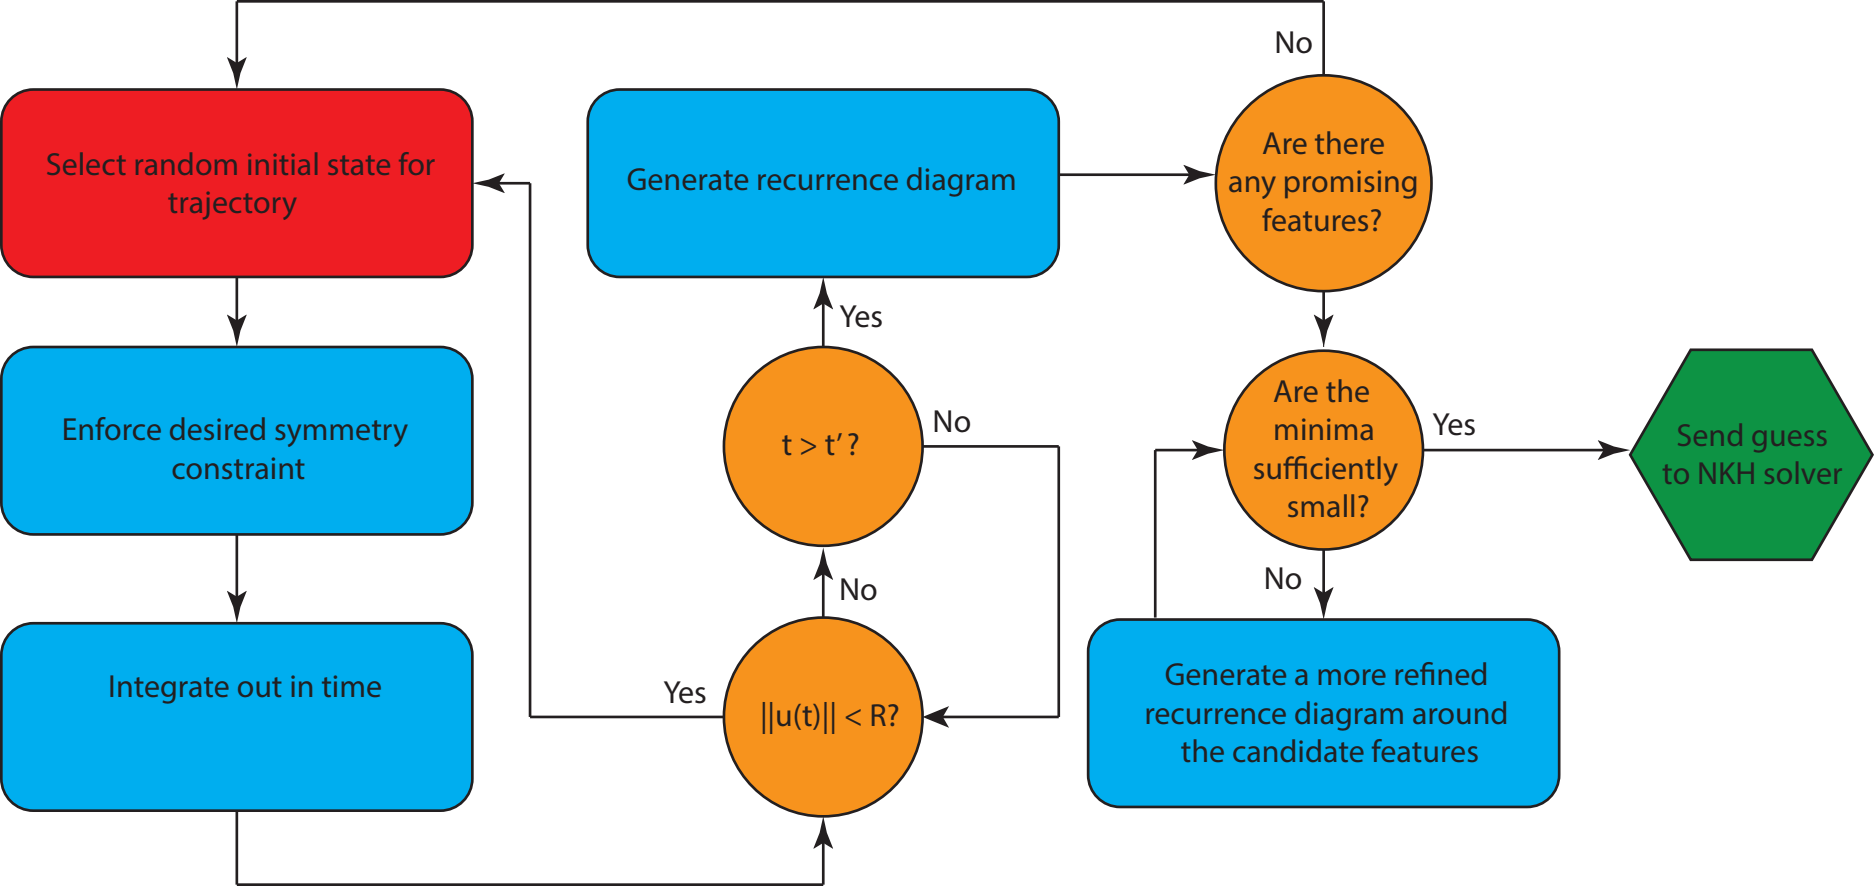 No
Select random initial state for
trajectory
Generate recurrence diagram
Are there
any promising
features?
Yes
Enforce desired symmetry
constraint
t > t′ ?
No
Are the
minima
sufficiently
small?
Yes
Send guess
to NKH solver
No
No
Integrate out in time
Yes
||u(t)|| < R?
Generate a more refined
recurrence diagram around
the candidate features